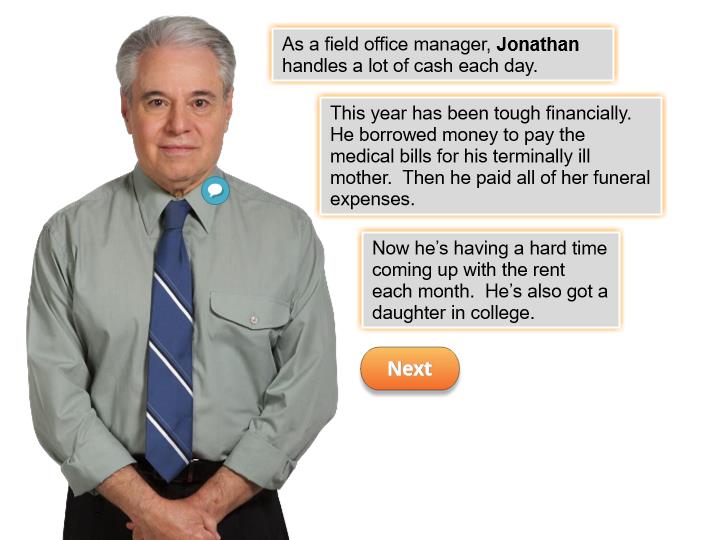 As a field office manager, Jonathan
handles a lot of cash each day.
This year has been tough financially.
He borrowed money to pay the
medical bills for his terminally ill
mother.  Then he paid all of her funeral
expenses.
Now he's having a hard time
coming up with the rent
each month.  He's also got a
daughter in college.
Next